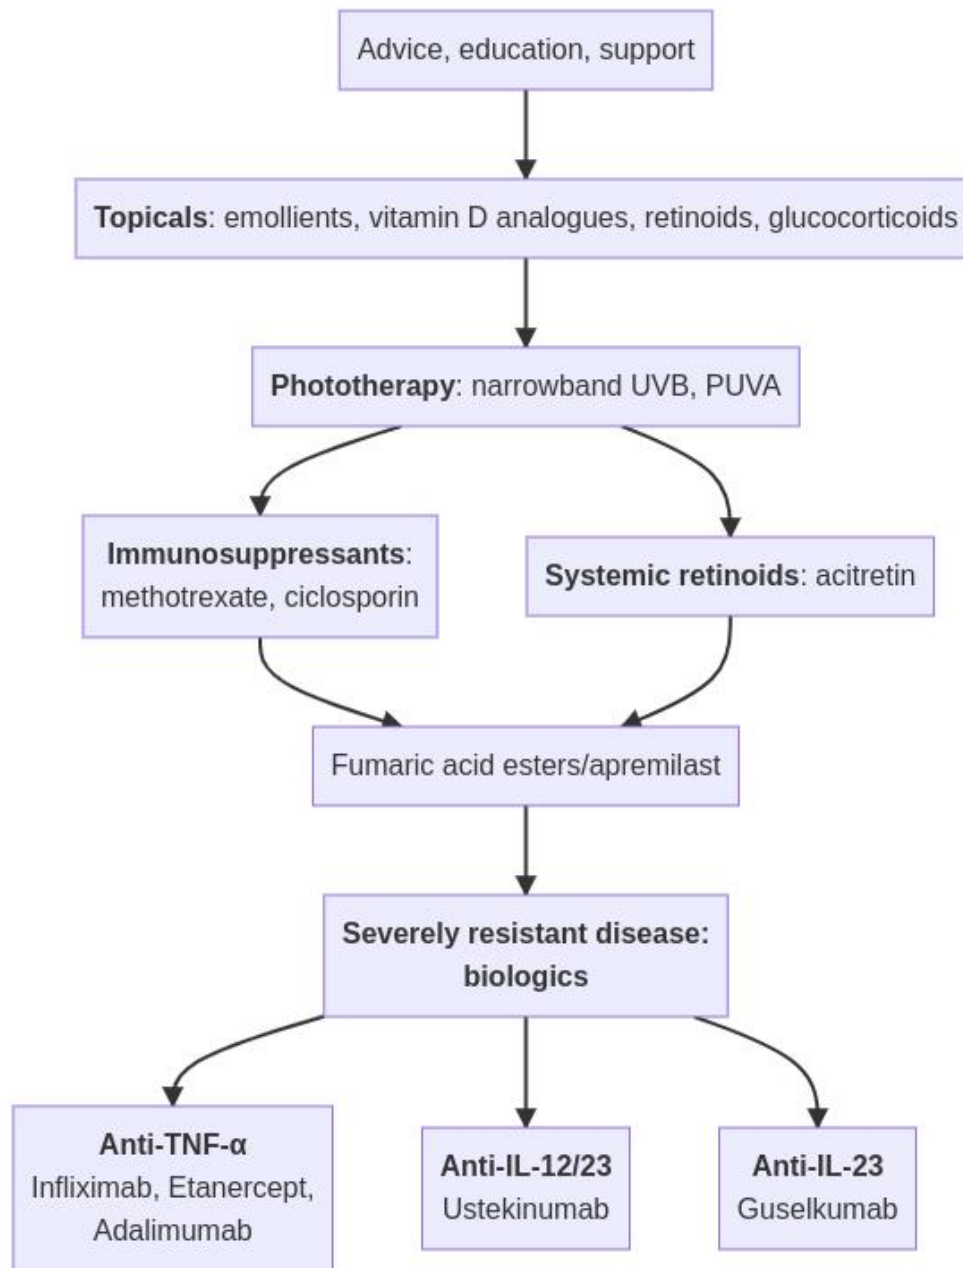 Advice, education, support
Topicals: emollients, vitamin D analogues, retinoids, glucocorticoids
Phototherapy: narrowband UVB, PUVA
Immunosuppressants:
methotrexate, ciclosporin
Systemic retinoids: acitretin
Fumaric acid esters/apremilast
Severely resistant disease:
biologics
Anti-TNF-α
Infliximab, Etanercept,
Adalimumab
Anti-IL-12/23
Ustekinumab
Anti-IL-23
Guselkumab